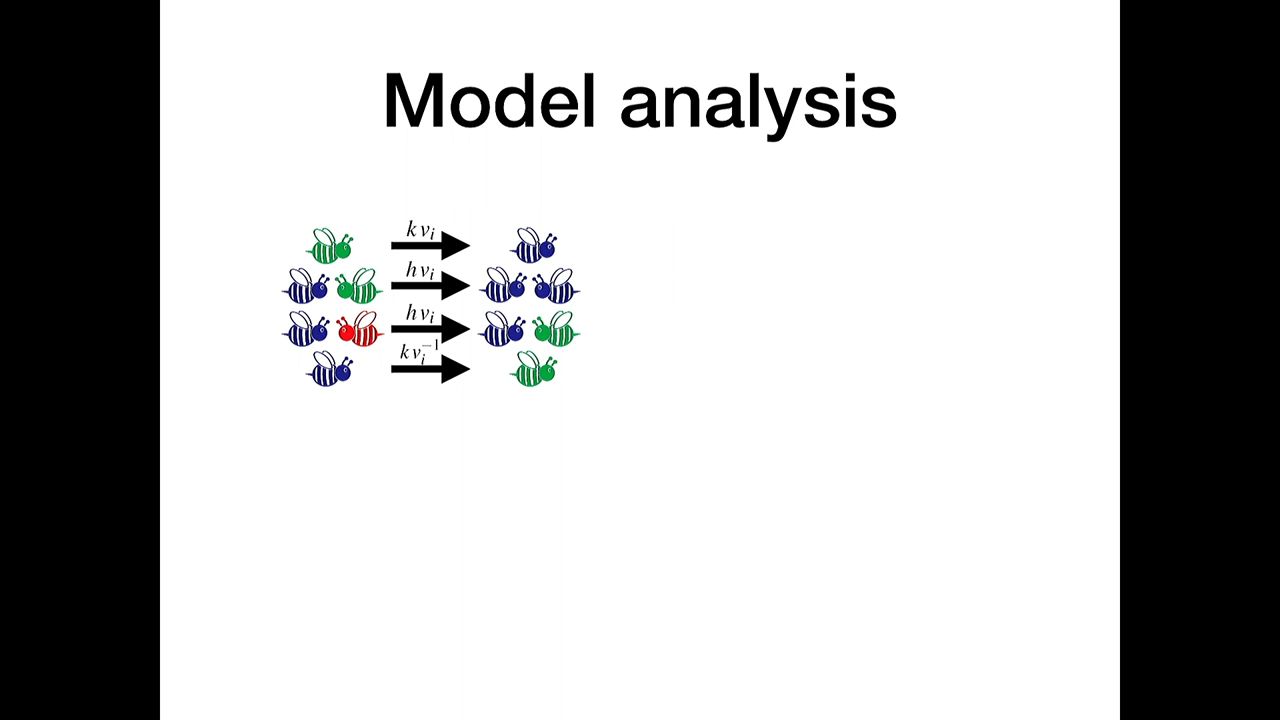 Model analysis
k v_i
h v_i
h v_i
k v_i^{-1}